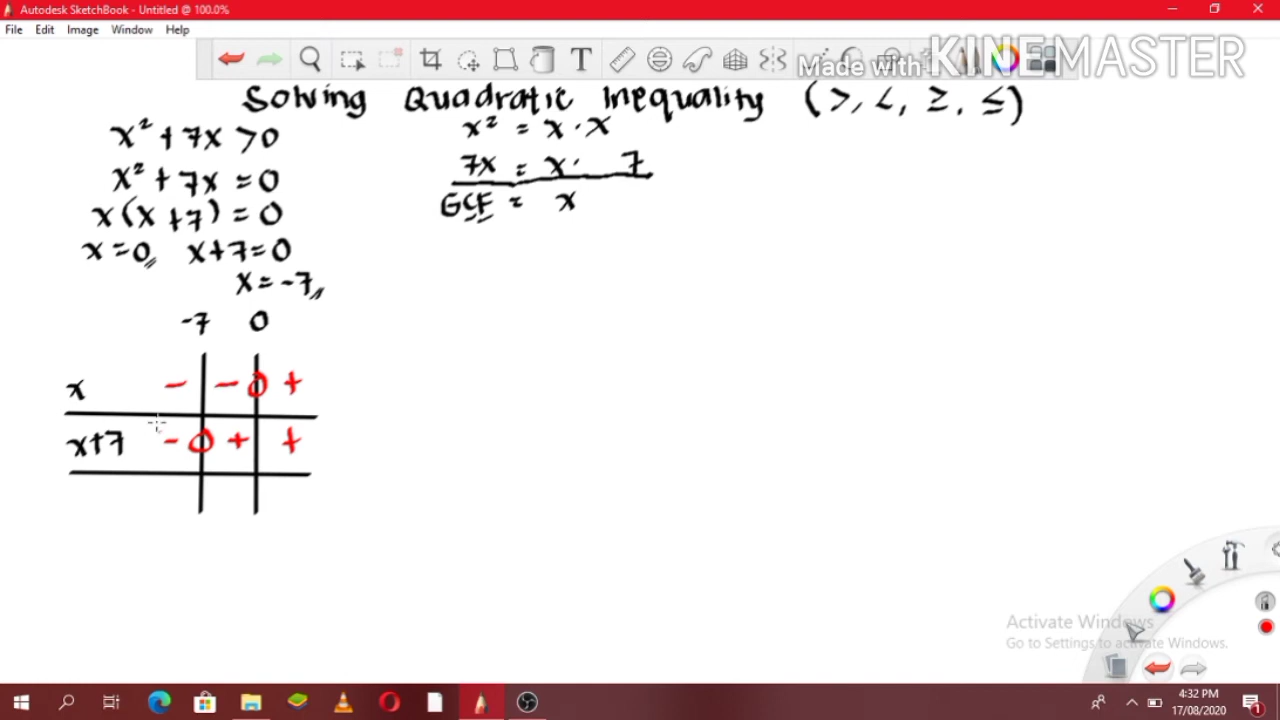 Autodesk SketchBook - Untitled @ 100.0%
File Edit Image Window Help
Made with KINEMASTER
Solving Quadratic Inequality (>, <, ≥, ≤)
x² + 7x > 0
x² + 7x = 0
x(x + 7) = 0
x = 0, x + 7 = 0
x = -7,
x² = x · x
7x = x · 7
GCF = x
-7 0
x - - 0 +
x+7 - 0 + +
Activate Windows
Go to Settings to activate Windows.
4:32 PM
17/08/2020
1